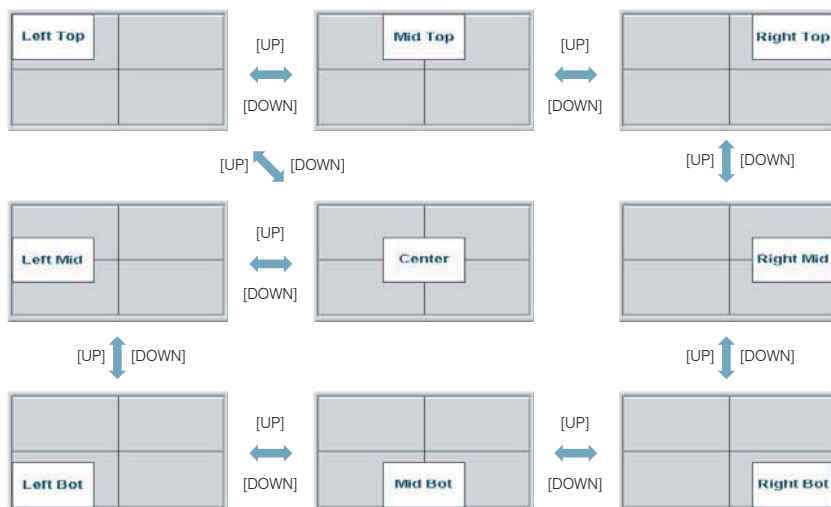 Left Top
[UP]
[DOWN]
Mid Top
[UP]
[DOWN]
Right Top
[UP]
[DOWN]
[UP]
[DOWN]
Left Mid
[UP]
[DOWN]
Center
Right Mid
[UP]
[DOWN]
[UP]
[DOWN]
Left Bot
[UP]
[DOWN]
Mid Bot
[UP]
[DOWN]
Right Bot